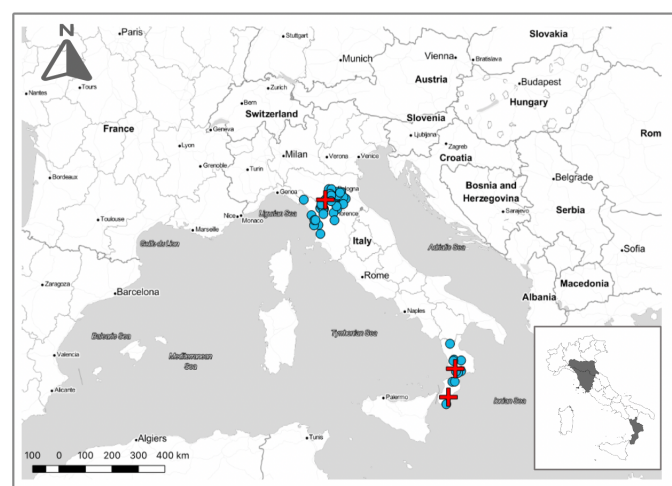 N
Paris
Stuttgart
Slovakia
Munich
Vienna
Bratislava
Nantes
Tours
Zurich
Austria
Budapest
Bern
Hungary
Switzerland
Slovenia
France
Geneva
Ljubljana
Rom
Lyon
Zagreb
Milan
Verona
Venice
Croatia
Grenoble
Turin
Bordeaux
Bosnia and
Herzegovina
Belgrade
Genoa
Bologna
Serbia
Toulouse
Nice
Monaco
Ligurian Sea
Florence
Sarajevo
Marseille
Golfe du Lion
Italy
Adriatic Sea
Sofia
Rome
Macedonia
Zaragoza
Barcelona
Albania
Naples
Balearic Sea
Tyrrhenian Sea
Valencia
Mediterranean
Sea
Alicante
Palermo
Ionian Sea
Algiers
Tunis
100 0 100 200 300 400 km